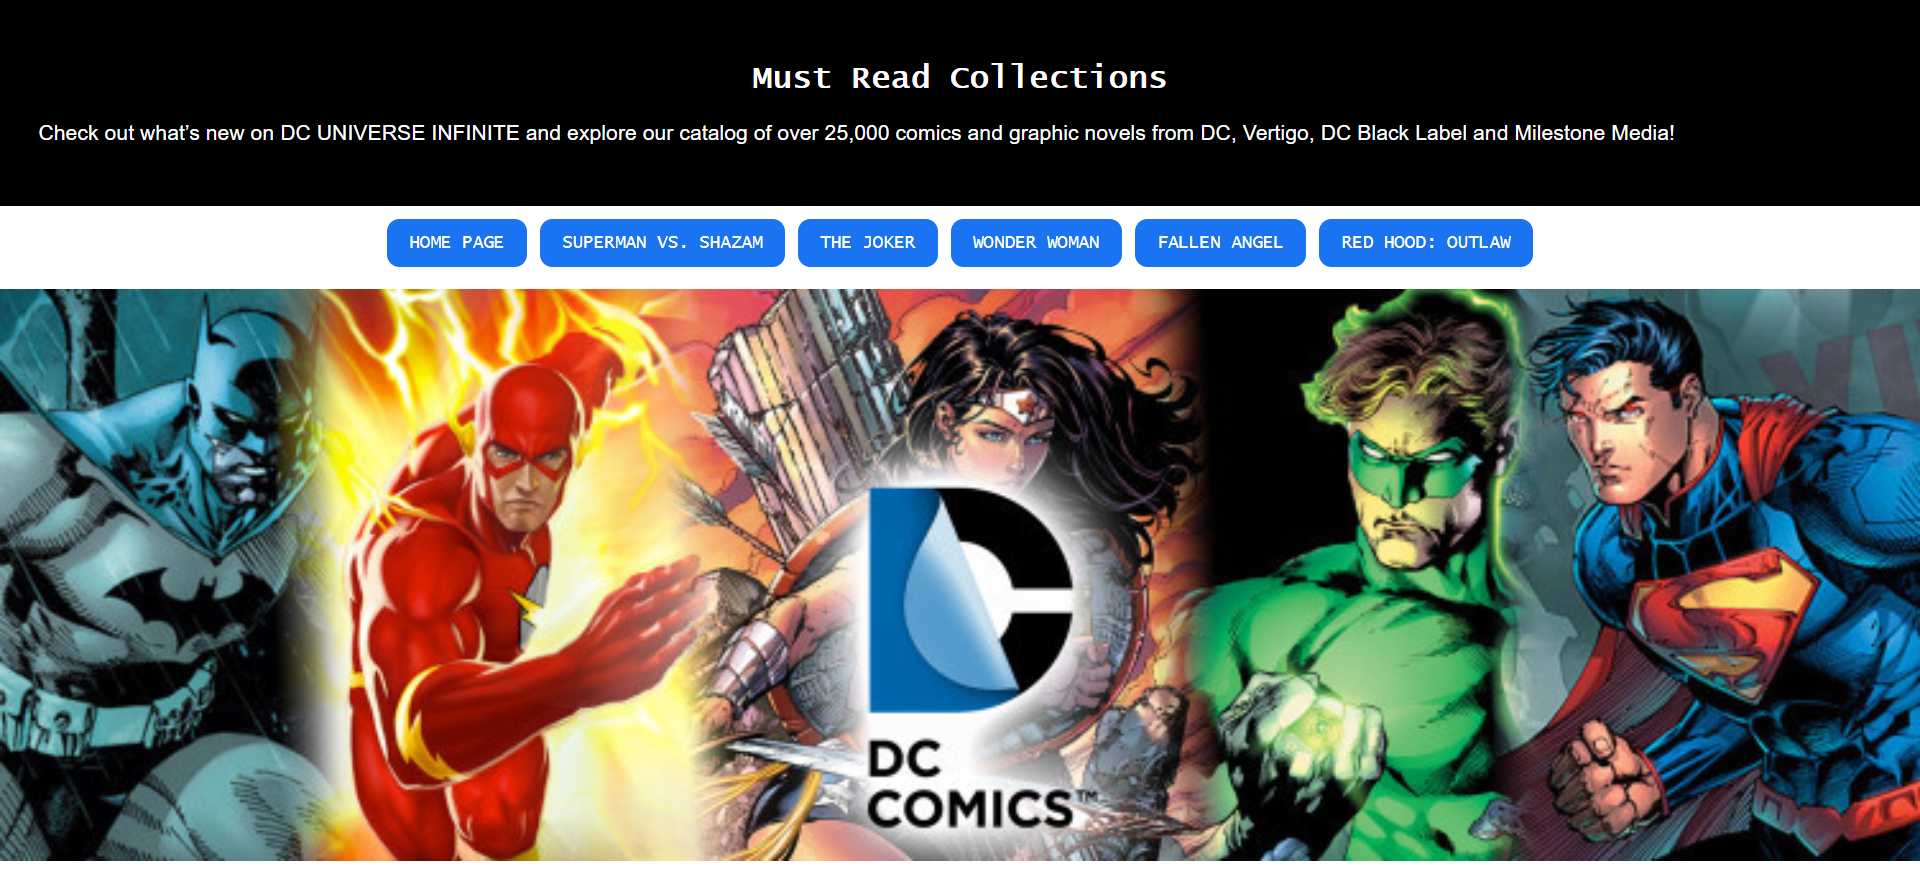 Must Read Collections
Check out what’s new on DC UNIVERSE INFINITE and explore our catalog of over 25,000 comics and graphic novels from DC, Vertigo, DC Black Label and Milestone Media!
HOME PAGE SUPERMAN VS. SHAZAM THE JOKER WONDER WOMAN FALLEN ANGEL RED HOOD: OUTLAW
DC
DC
COMICS™